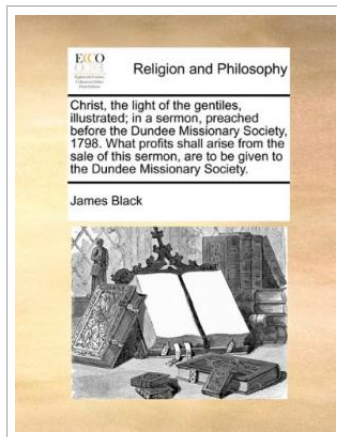 ECCO
Religion and Philosophy
Christ, the light of the gentiles,
illustrated; in a sermon, preached
before the Dundee Missionary Society,
1798. What profits shall arise from the
sale of this sermon, are to be given to
the Dundee Missionary Society.
James Black